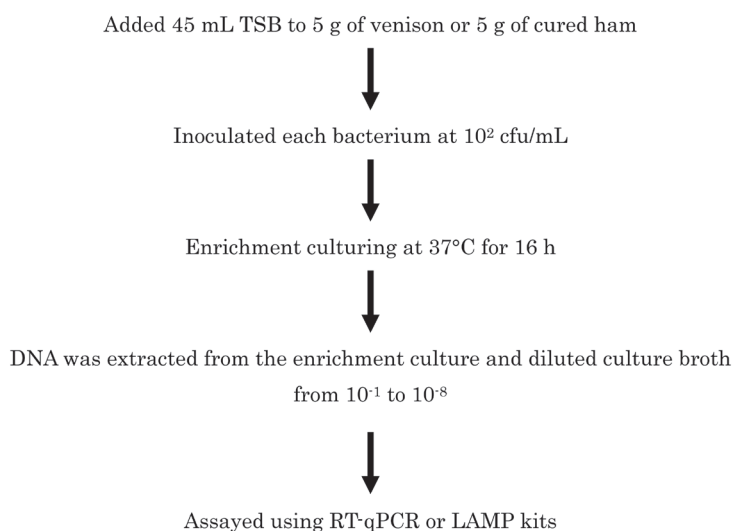 Added 45 mL TSB to 5 g of venison or 5 g of cured ham
Inoculated each bacterium at 10² cfu/mL
Enrichment culturing at 37°C for 16 h
DNA was extracted from the enrichment culture and diluted culture broth
from 10⁻¹ to 10⁻⁸
Assayed using RT-qPCR or LAMP kits